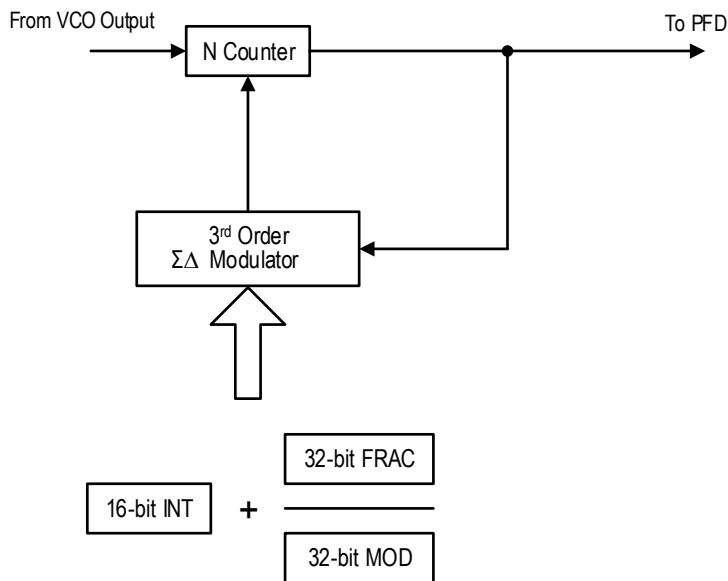 From VCO Output
To PFD
N Counter
3rd Order
ΣΔ Modulator
32-bit FRAC
16-bit INT
+
32-bit MOD